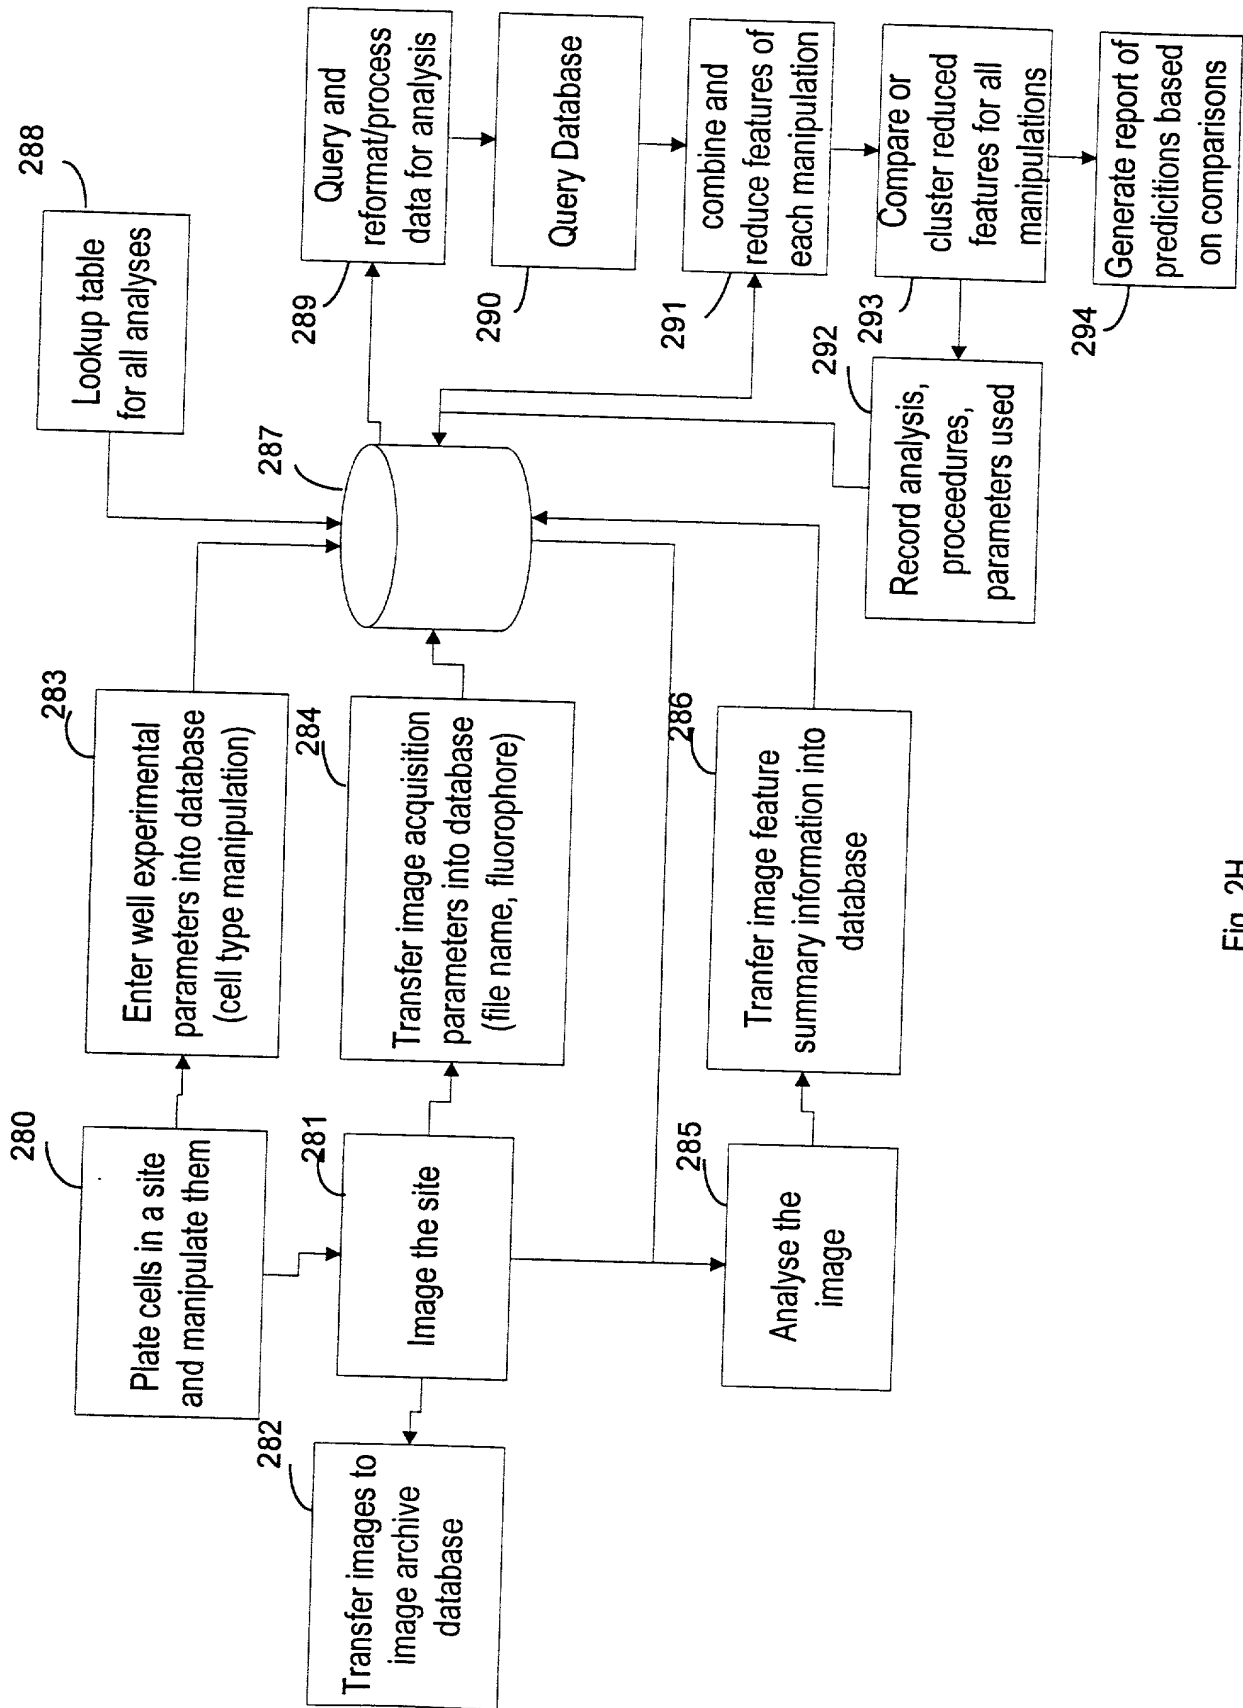 280
Plate cells in a site
and manipulate them
283
Enter well experimental
parameters into database
(cell type manipulation)
288
Lookup table
for all analyses
282
Transfer images to
image archive
database
281
Image the site
284
Transfer image acquisition
parameters into database
(file name, fluorophore)
287
289
Query and
reformat/process
data for analysis
290
Query Database
291
combine and
reduce features of
each manipulation
285
Analyse the
image
286
Tranfer image feature
summary information into
database
292
Record analysis,
proceedures,
parameters used
293
Compare or
cluster reduced
features for all
manipulations
294
Generate report of
predicitions based
on comparisons
Fig. 2H